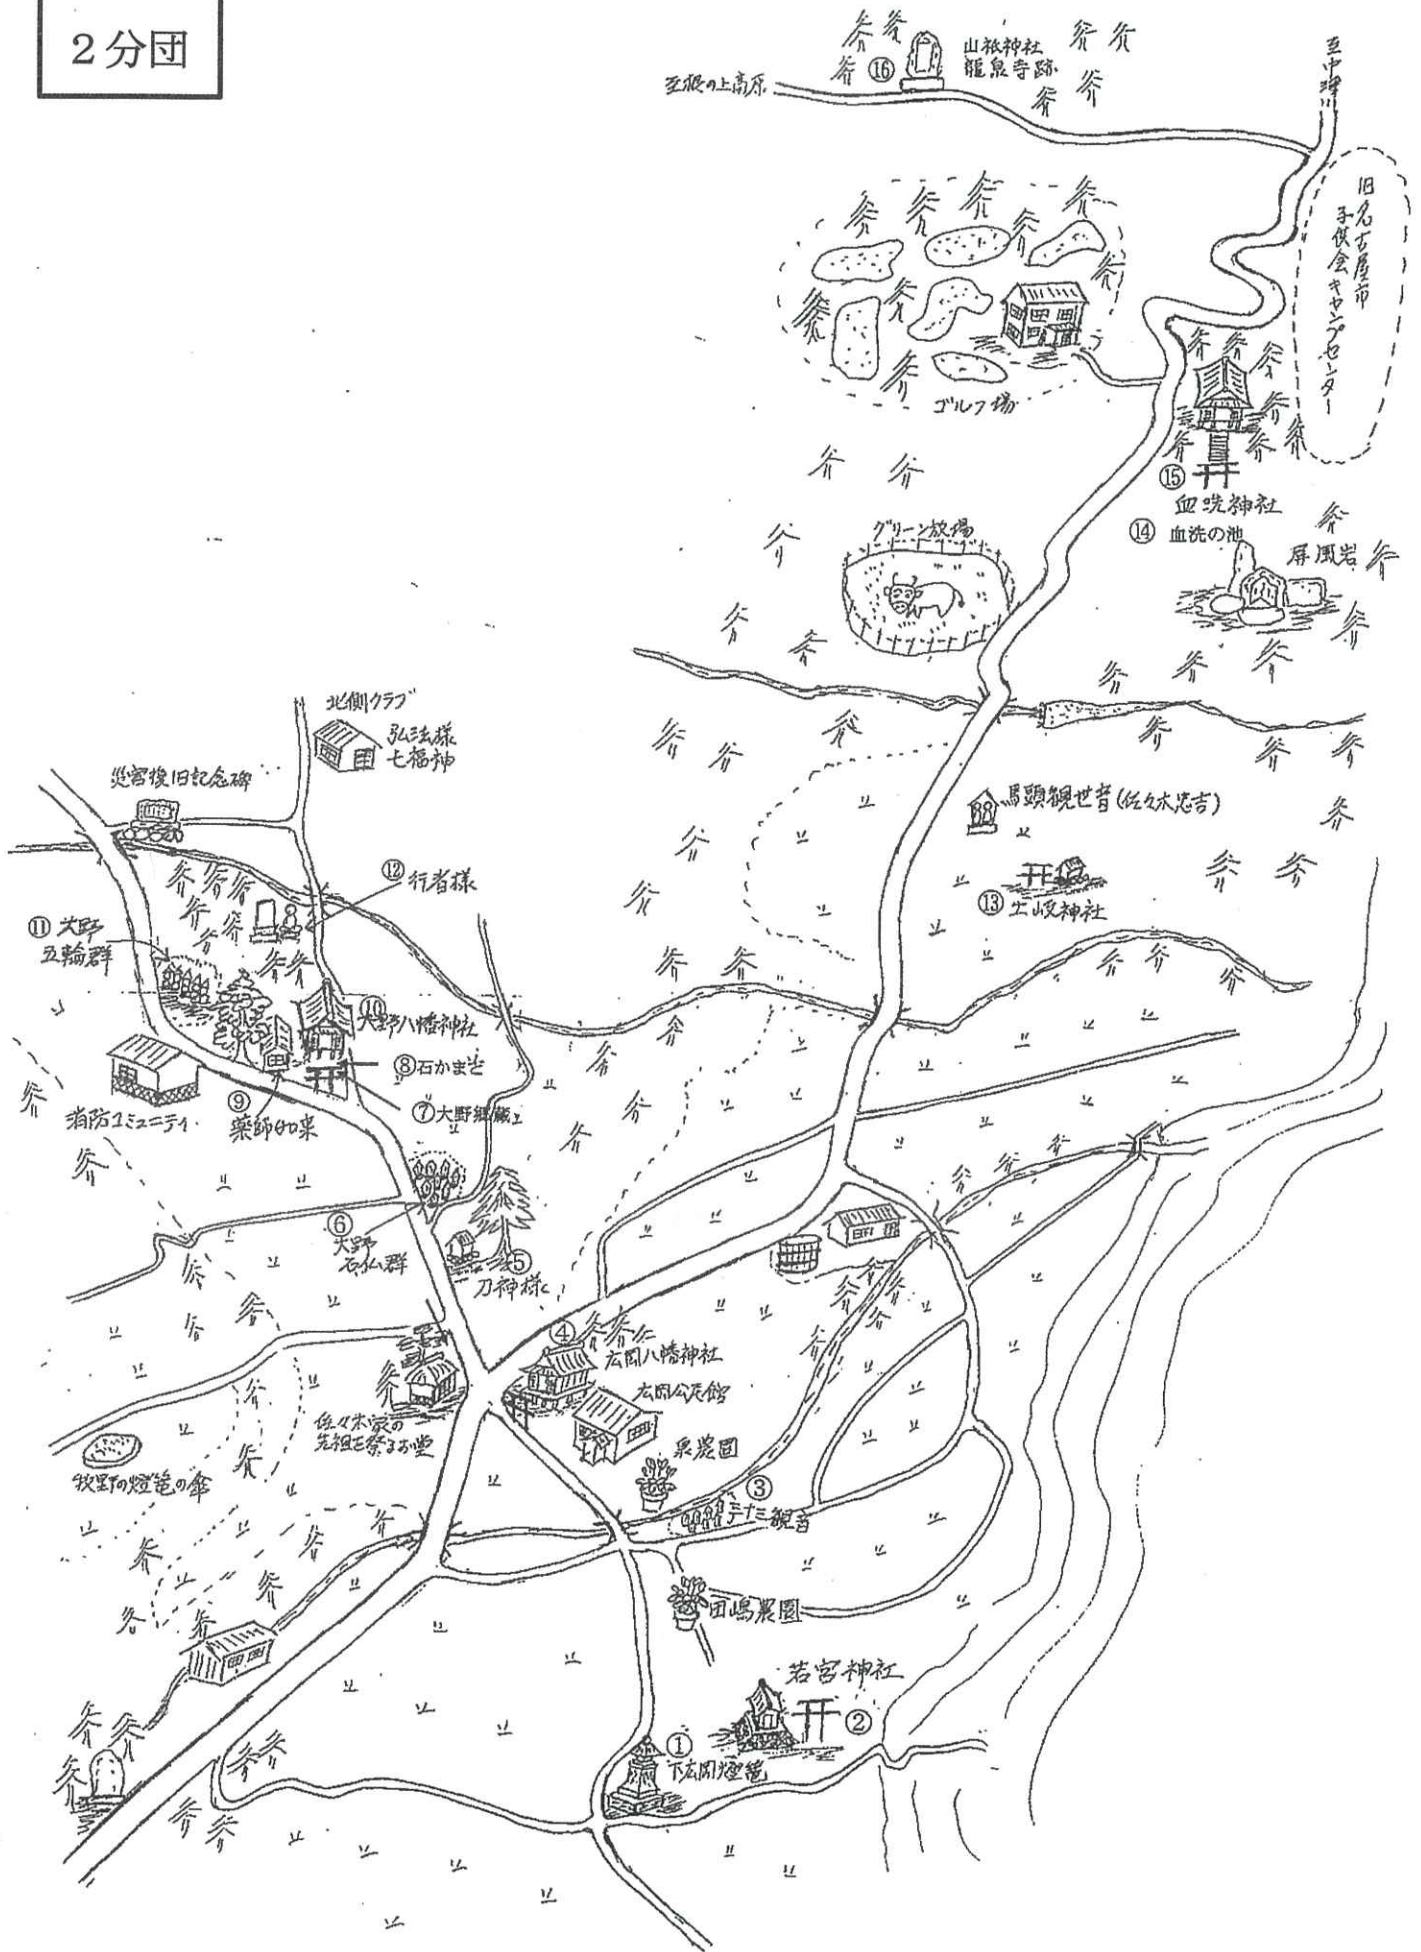 2分団
⑯
山祇神社
龍泉寺跡
至根の上高原
至中津川
旧名古屋市
子供会キャンプセンター
ゴルフ場
⑮
血洗神社
⑭ 血洗の池
屏風岩
グリーン放場
北側クラブ
弘法様
七福神
災害復旧記念碑
馬頭観世音(佐々木忠吉)
⑬ 土岐神社
⑫ 行者様
⑪ 大野
五輪群
⑩
大野八幡神社
⑧石かまど
⑦大野郷蔵
⑨
薬師如来
消防コミュニティ
⑥
大野
石仏群
⑤
刀神様
④
広岡八幡神社
広岡公民館
佐々木家の
先祖を祭るお堂
牧野の燈篭の傘
泉農園
③
三十三観音
田嶋農園
若宮神社
②
①
下広岡燈篭